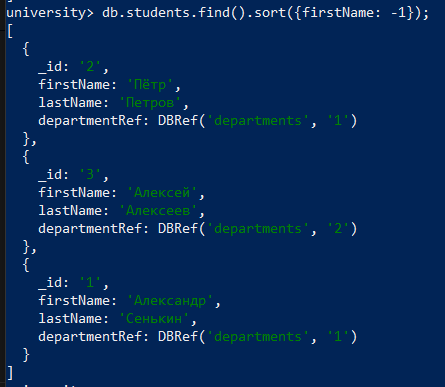 university> db.students.find().sort({firstName: -1});
[
  {
    _id: '2',
    firstName: 'Пётр',
    lastName: 'Петров',
    departmentRef: DBRef('departments', '1')
  },
  {
    _id: '3',
    firstName: 'Алексей',
    lastName: 'Алексеев',
    departmentRef: DBRef('departments', '2')
  },
  {
    _id: '1',
    firstName: 'Александр',
    lastName: 'Сенькин',
    departmentRef: DBRef('departments', '1')
  }
]